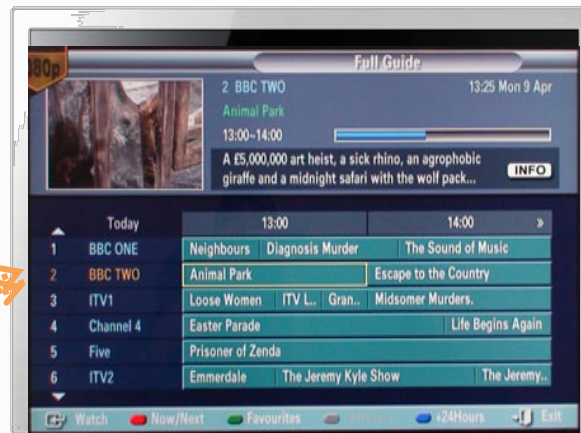 80p
Full Guide
2 BBC TWO 13:25 Mon 9 Apr
Animal Park
13:00~14:00
A £5,000,000 art heist, a sick rhino, an agrophobic
giraffe and a midnight safari with the wolf pack...
INFO
Today 13:00 14:00 »
1 BBC ONE Neighbours Diagnosis Murder The Sound of Music
2 BBC TWO Animal Park Escape to the Country
3 ITV1 Loose Women ITV L.. Gran.. Midsomer Murders.
4 Channel 4 Easter Parade Life Begins Again
5 Five Prisoner of Zenda
6 ITV2 Emmerdale The Jeremy Kyle Show The Jeremy..
Watch Now/Next Favourites +24Hours Exit